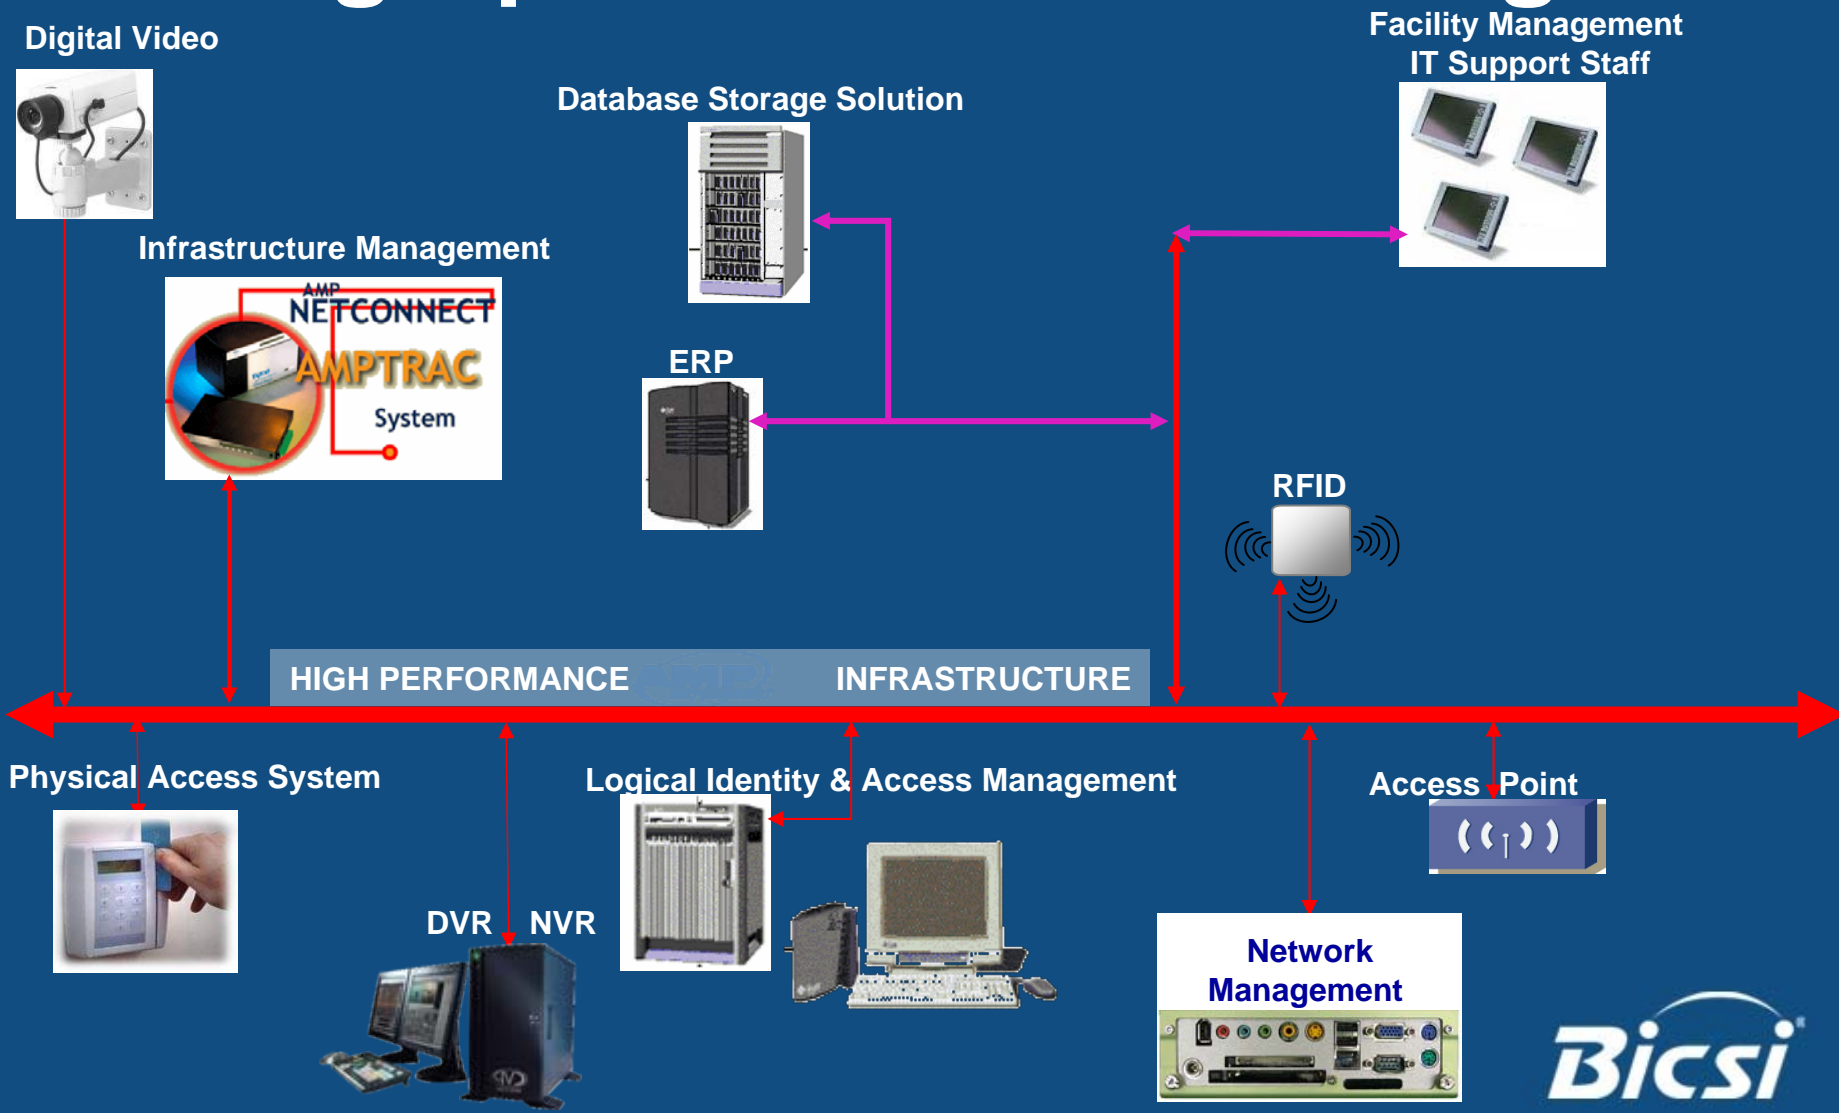 Digital Video
Facility Management
IT Support Staff
Database Storage Solution
Infrastructure Management
AMP
NETCONNECT
AMPTRAC
System
ERP
RFID
HIGH PERFORMANCE AMP INFRASTRUCTURE
Physical Access System
Logical Identity & Access Management
Access Point
DVR NVR
Network
Management
Bicsi